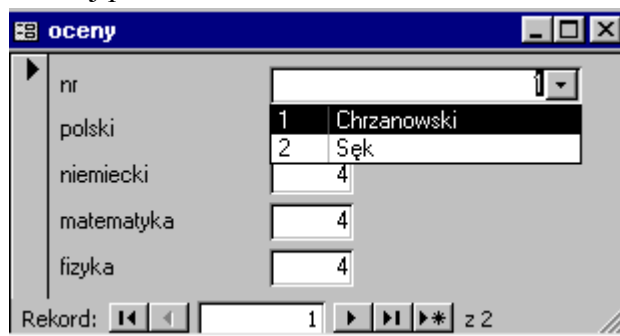 oceny
nr 1
polski
1 Chrzanowski
2 Sęk
niemiecki 4
matematyka 4
fizyka 4
Rekord: 1 z 2